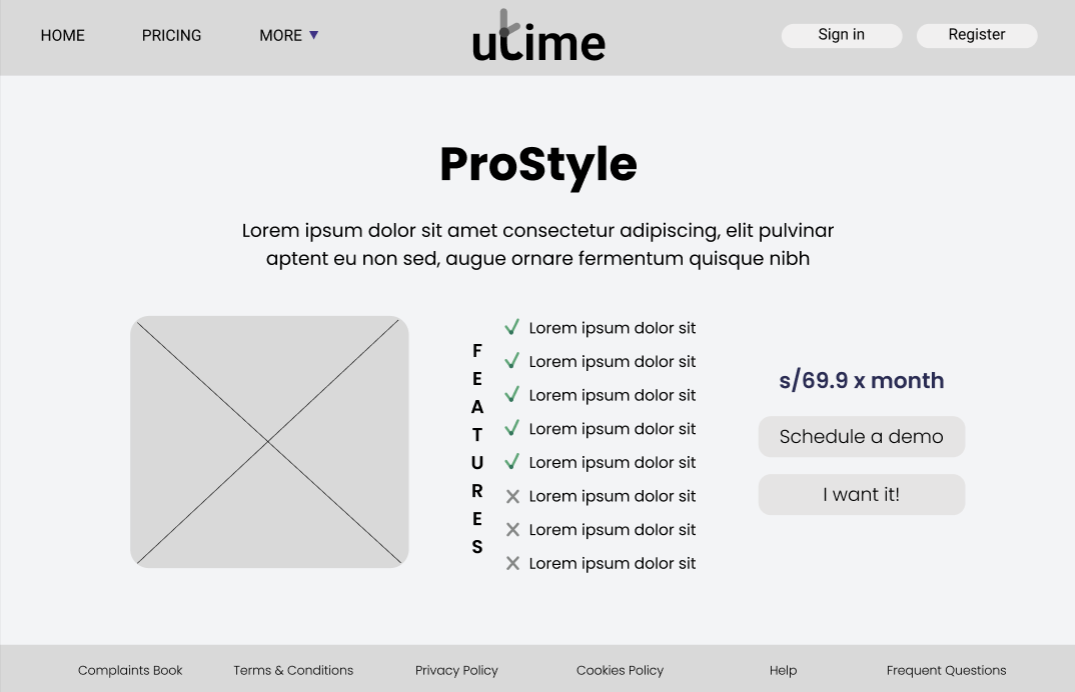 HOME PRICING MORE utime Sign in Register
ProStyle
Lorem ipsum dolor sit amet consectetur adipiscing, elit pulvinar
aptent eu non sed, augue ornare fermentum quisque nibh
FEATURES
Lorem ipsum dolor sit
Lorem ipsum dolor sit
Lorem ipsum dolor sit
Lorem ipsum dolor sit
Lorem ipsum dolor sit
Lorem ipsum dolor sit
Lorem ipsum dolor sit
Lorem ipsum dolor sit
s/69.9 x month
Schedule a demo
I want it!
Complaints Book Terms & Conditions Privacy Policy Cookies Policy Help Frequent Questions